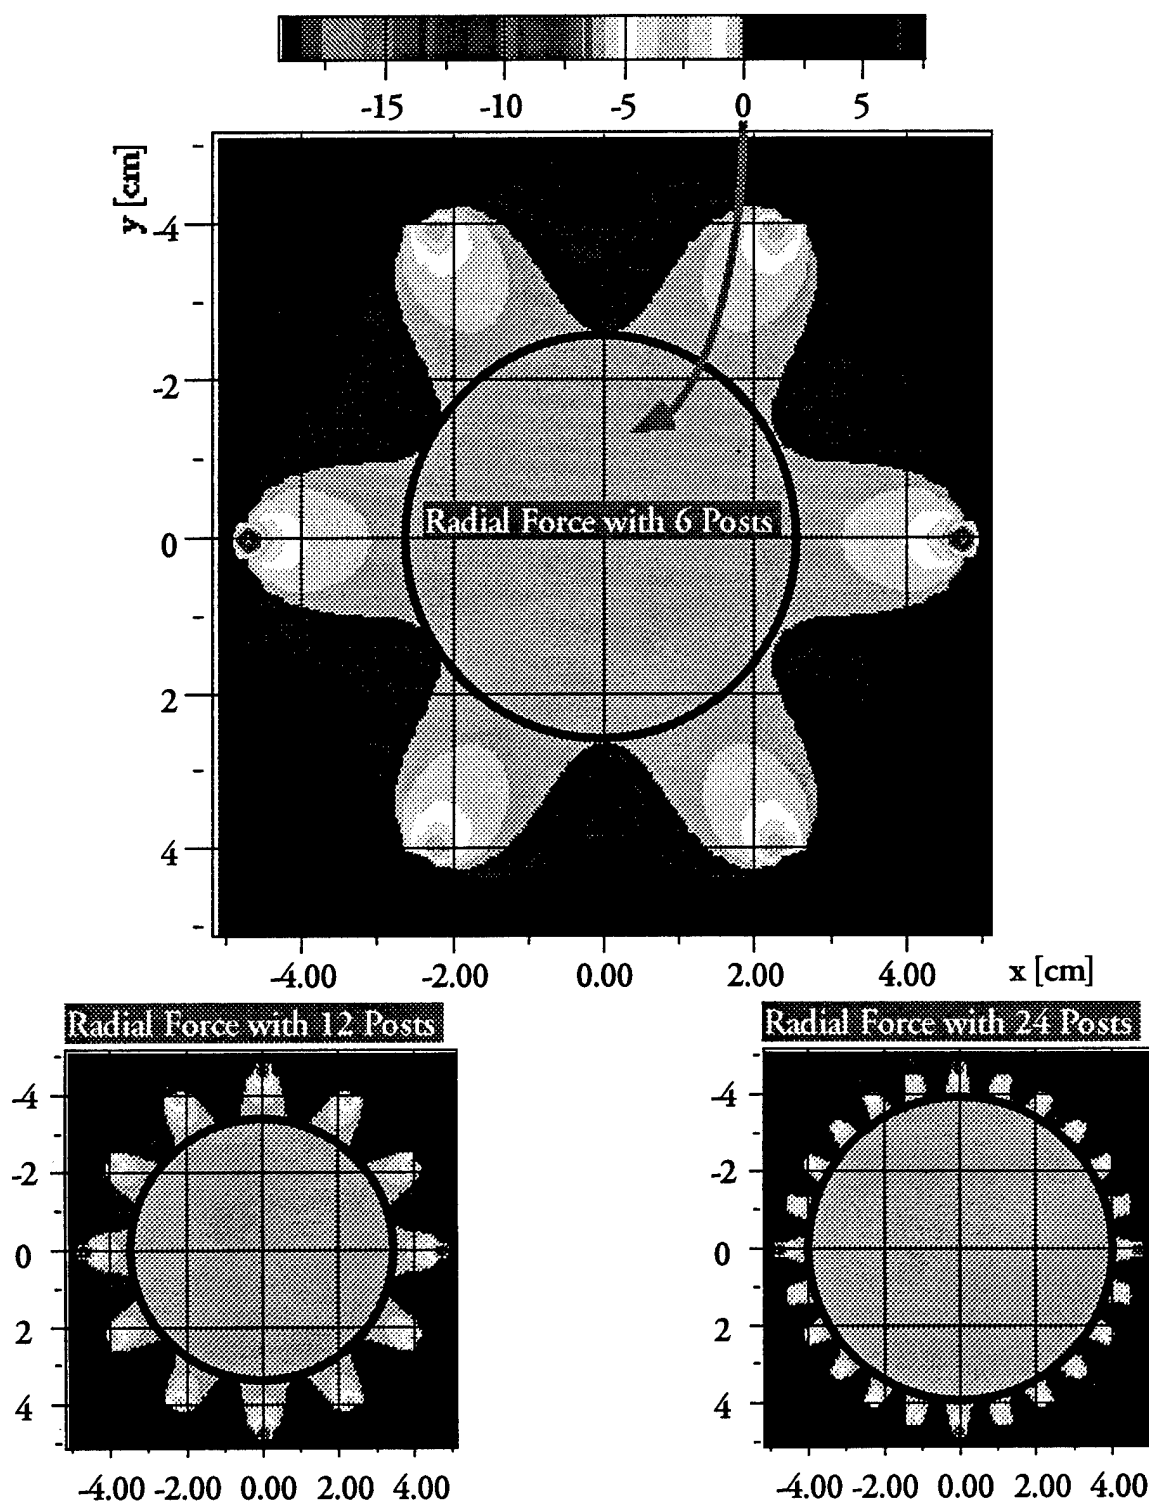 -15 -10 -5 0 5
y [cm]
-4
-2
Radial Force with 6 Posts
0
2
4
-4.00 -2.00 0.00 2.00 4.00 x [cm]
Radial Force with 12 Posts Radial Force with 24 Posts
-4 -4
-2 -2
0 0
2 2
4 4
-4.00 -2.00 0.00 2.00 4.00 -4.00 -2.00 0.00 2.00 4.00